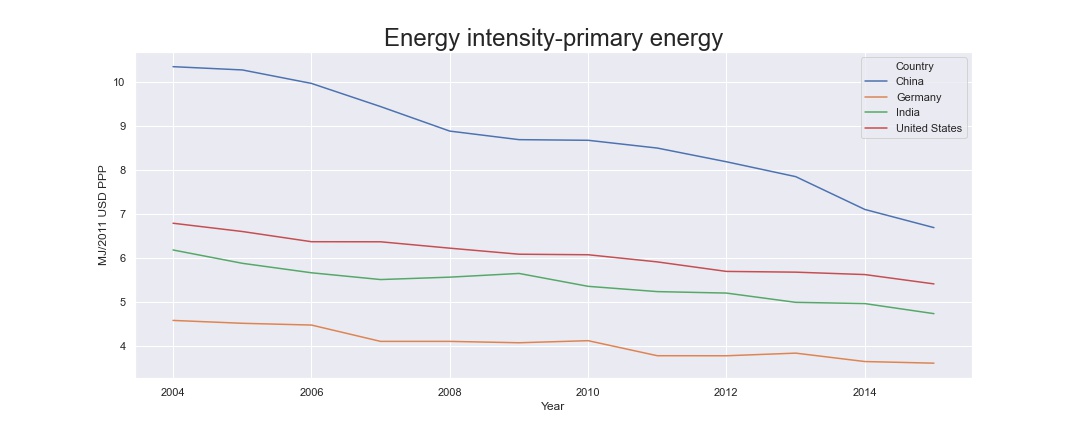 Energy intensity-primary energy
Country
China
Germany
India
United States
10
9
8
7
6
5
4
MJ/2011 USD PPP
2004
2006
2008
2010
2012
2014
Year